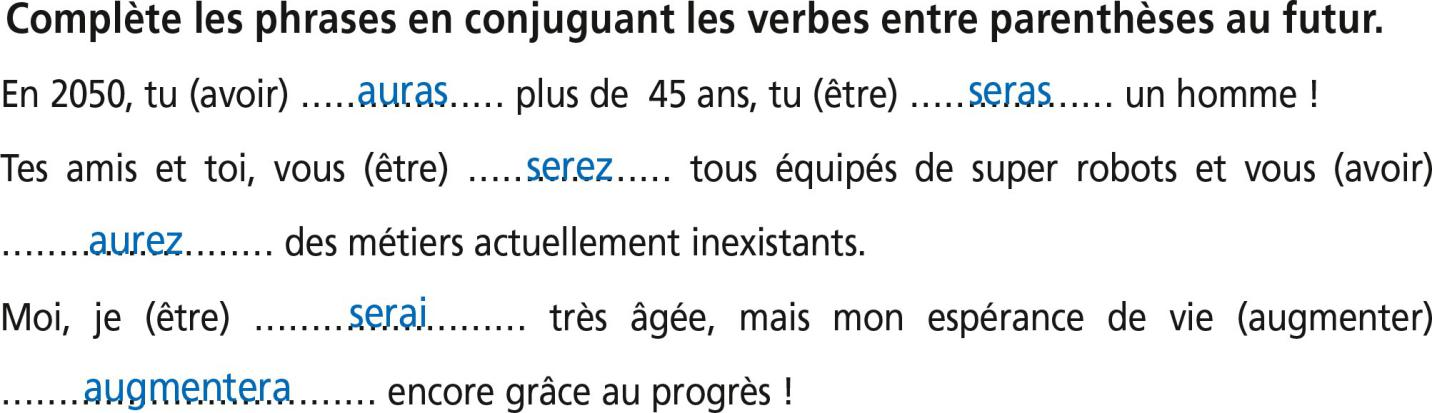 Complète les phrases en conjuguant les verbes entre parenthèses au futur.
En 2050, tu (avoir) ......auras...... plus de 45 ans, tu (être) ......seras...... un homme !
Tes amis et toi, vous (être) ......serez...... tous équipés de super robots et vous (avoir)
......aurez...... des métiers actuellement inexistants.
Moi, je (être) ......serai...... très âgée, mais mon espérance de vie (augmenter)
......augmentera...... encore grâce au progrès !